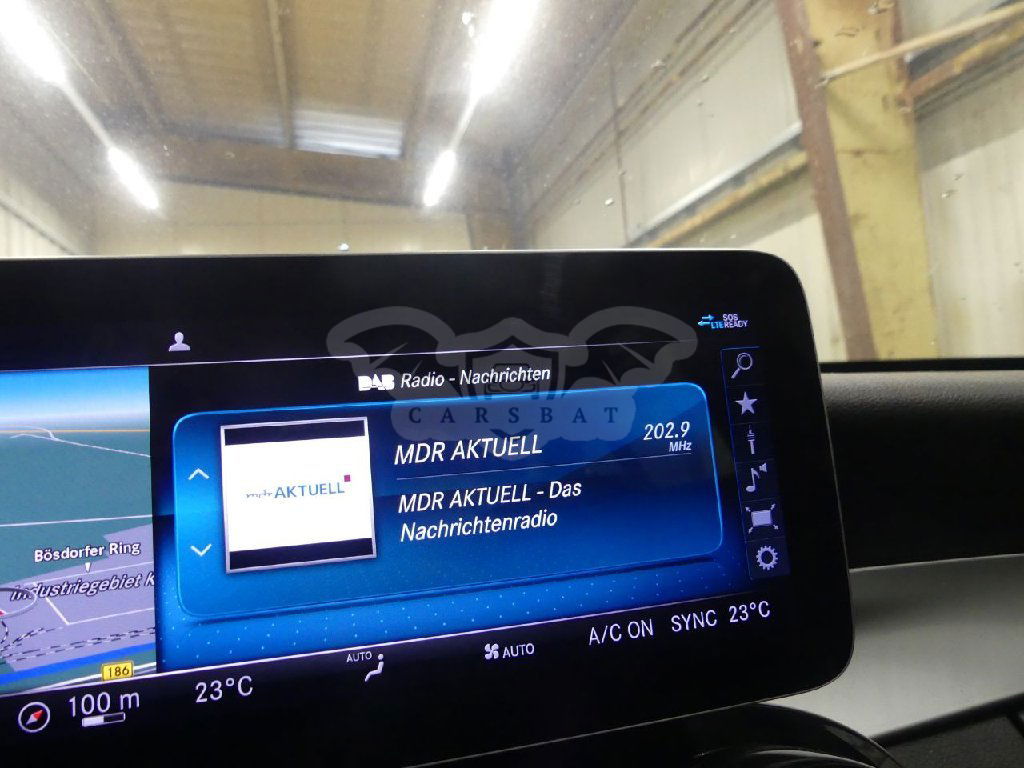 SOS
LTE READY
DAB Radio - Nachrichten
CARSBAT
MDR AKTUELL
202.9
MHz
mdr AKTUELL
MDR AKTUELL - Das
Nachrichtenradio
Bösdorfer Ring
Industriegebiet K
186
100 m
23°C
AUTO
AUTO
A/C ON
SYNC
23°C